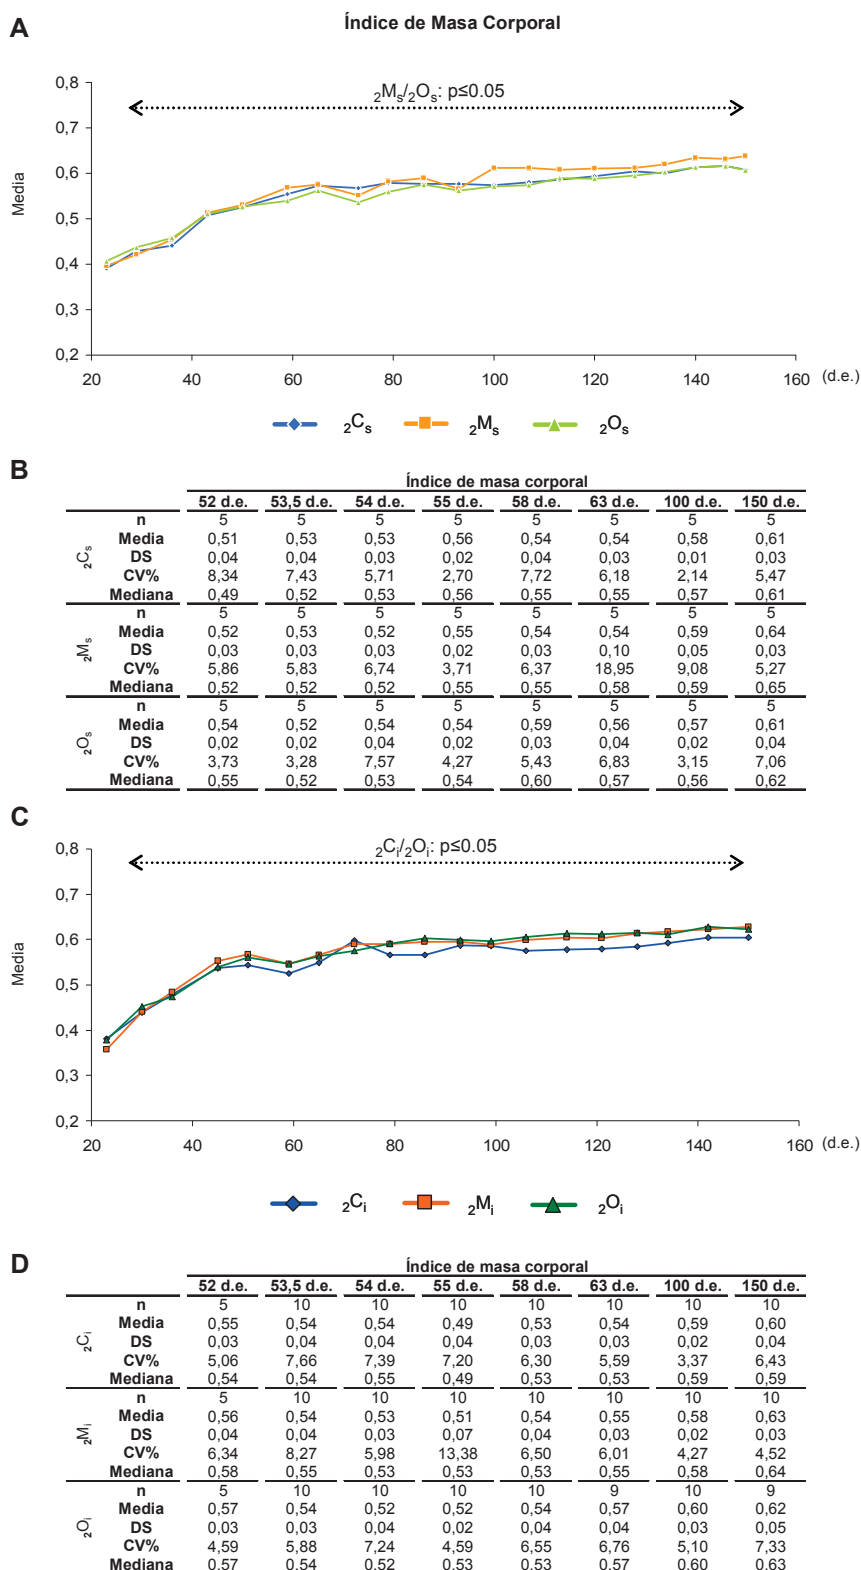 Índice de Masa Corporal
A
₂Mₛ/₂Oₛ: p≤0.05
0,8
0,7
0,6
0,5
0,4
0,3
0,2
Media
20 40 60 80 100 120 140 160 (d.e.)
₂Cₛ ₂Mₛ ₂Oₛ
B
Índice de masa corporal
52 d.e. 53,5 d.e. 54 d.e. 55 d.e. 58 d.e. 63 d.e. 100 d.e. 150 d.e.
₂Cₛ
n 5 5 5 5 5 5 5 5
Media 0,51 0,53 0,53 0,56 0,54 0,54 0,58 0,61
DS 0,04 0,04 0,03 0,02 0,04 0,03 0,01 0,03
CV% 8,34 7,43 5,71 2,70 7,72 6,18 2,14 5,47
Mediana 0,49 0,52 0,53 0,56 0,55 0,55 0,57 0,61
₂Mₛ
n 5 5 5 5 5 5 5 5
Media 0,52 0,53 0,52 0,55 0,54 0,54 0,59 0,64
DS 0,03 0,03 0,03 0,02 0,03 0,10 0,05 0,03
CV% 5,86 5,83 6,74 3,71 6,37 18,95 9,08 5,27
Mediana 0,52 0,52 0,52 0,55 0,55 0,58 0,59 0,65
₂Oₛ
n 5 5 5 5 5 5 5 5
Media 0,54 0,52 0,54 0,54 0,59 0,56 0,57 0,61
DS 0,02 0,02 0,04 0,02 0,03 0,04 0,02 0,04
CV% 3,73 3,28 7,57 4,27 5,43 6,83 3,15 7,06
Mediana 0,55 0,52 0,53 0,54 0,60 0,57 0,56 0,62
C
₂Cᵢ/₂Oᵢ: p≤0.05
0,8
0,7
0,6
0,5
0,4
0,3
0,2
Media
20 40 60 80 100 120 140 160 (d.e.)
₂Cᵢ ₂Mᵢ ₂Oᵢ
D
Índice de masa corporal
52 d.e. 53,5 d.e. 54 d.e. 55 d.e. 58 d.e. 63 d.e. 100 d.e. 150 d.e.
₂Cᵢ
n 5 10 10 10 10 10 10 10
Media 0,55 0,54 0,54 0,49 0,53 0,54 0,59 0,60
DS 0,03 0,04 0,04 0,04 0,03 0,03 0,02 0,04
CV% 5,06 7,66 7,39 7,20 6,30 5,59 3,37 6,43
Mediana 0,54 0,54 0,55 0,49 0,53 0,53 0,59 0,59
₂Mᵢ
n 5 10 10 10 10 10 10 10
Media 0,56 0,54 0,53 0,51 0,54 0,55 0,58 0,63
DS 0,04 0,04 0,03 0,07 0,04 0,03 0,02 0,03
CV% 6,34 8,27 5,98 13,38 6,50 6,01 4,27 4,52
Mediana 0,58 0,55 0,53 0,53 0,53 0,55 0,58 0,64
₂Oᵢ
n 5 10 10 10 10 9 10 9
Media 0,57 0,54 0,52 0,52 0,54 0,57 0,60 0,62
DS 0,03 0,03 0,04 0,02 0,04 0,04 0,03 0,05
CV% 4,59 5,88 7,24 4,59 6,55 6,76 5,10 7,33
Mediana 0,57 0,54 0,52 0,53 0,53 0,57 0,60 0,63